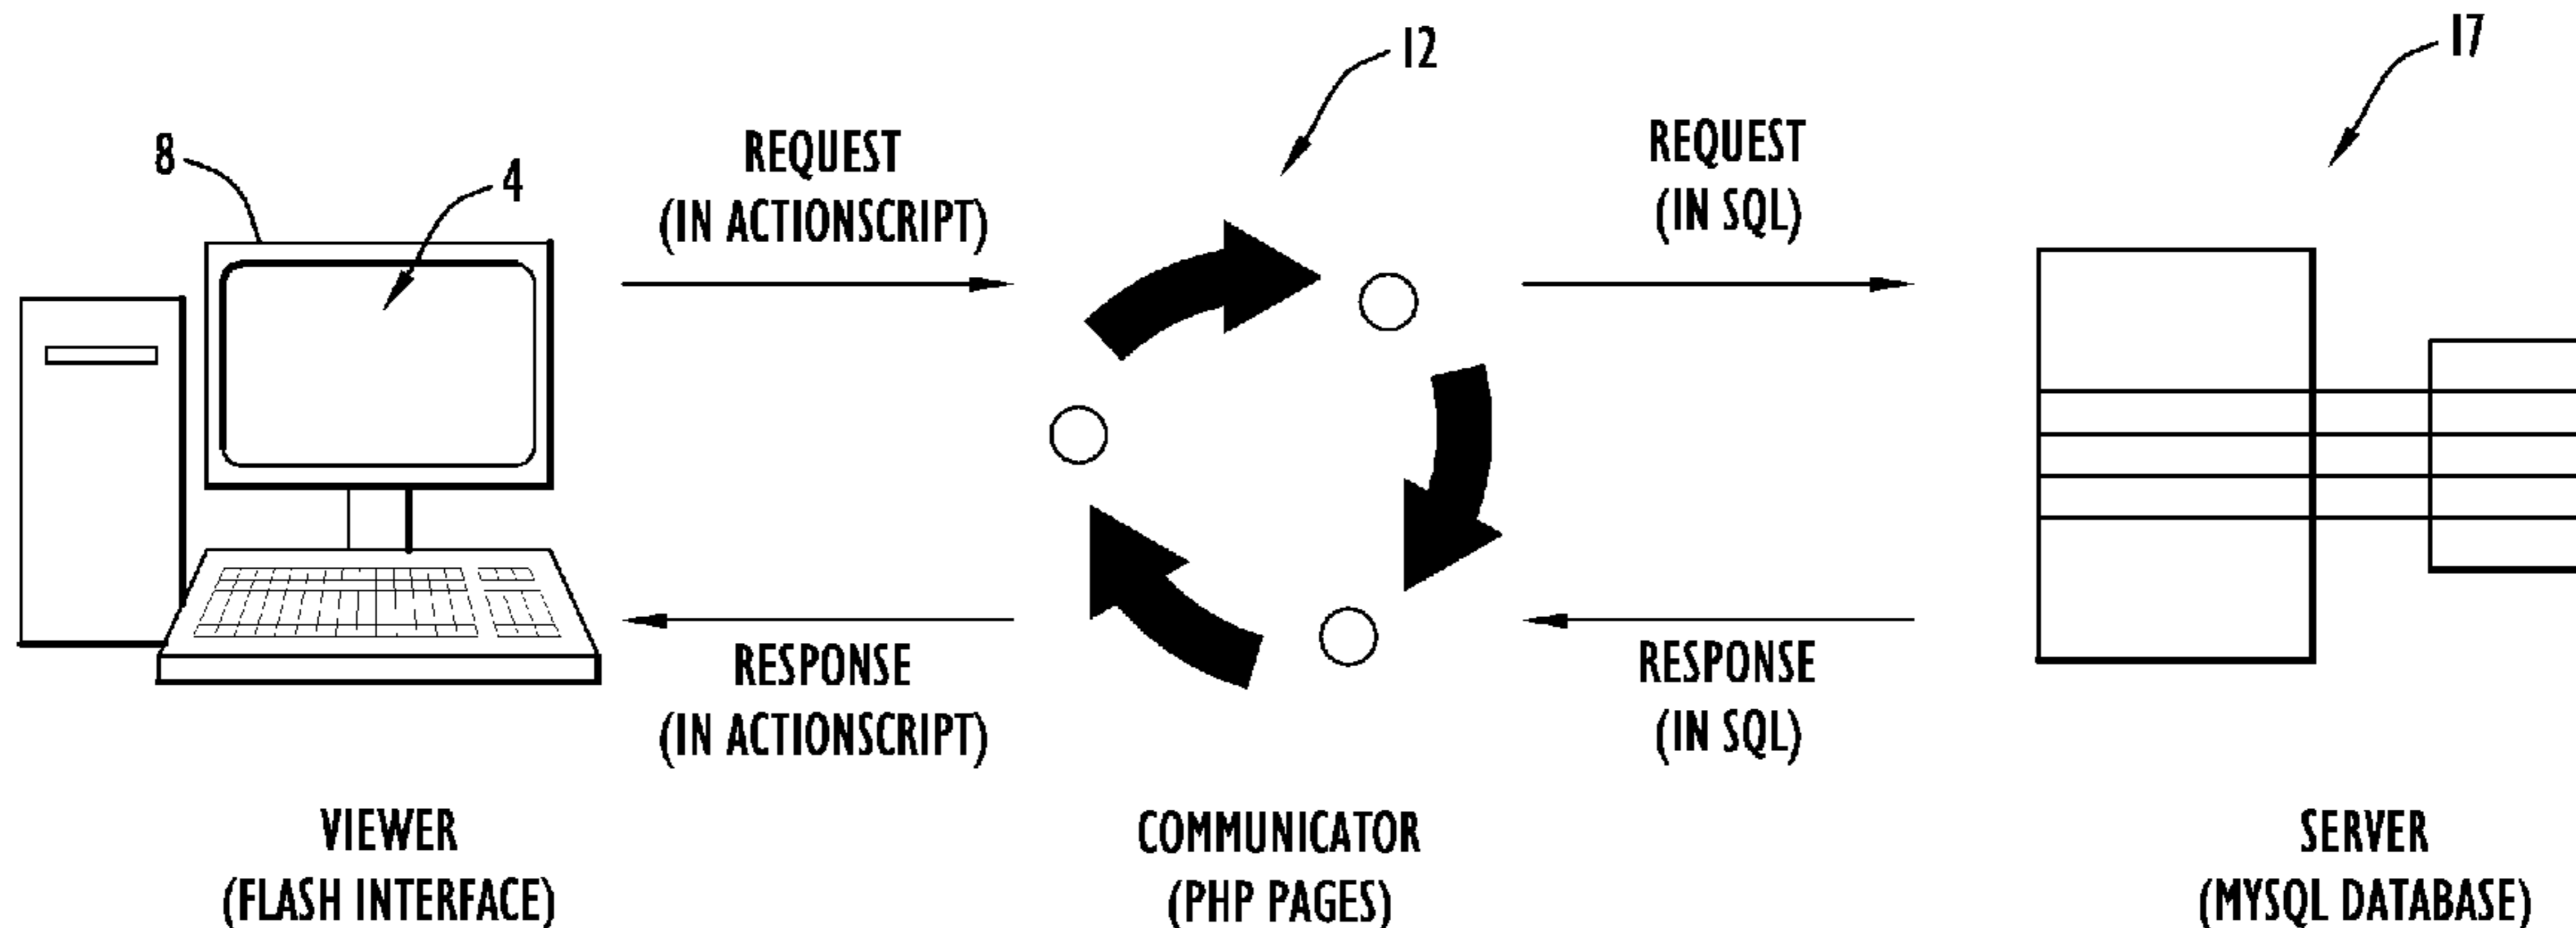 12
17
8
4
REQUEST
(IN ACTIONSCRIPT)
REQUEST
(IN SQL)
RESPONSE
(IN ACTIONSCRIPT)
RESPONSE
(IN SQL)
VIEWER
(FLASH INTERFACE)
COMMUNICATOR
(PHP PAGES)
SERVER
(MYSQL DATABASE)